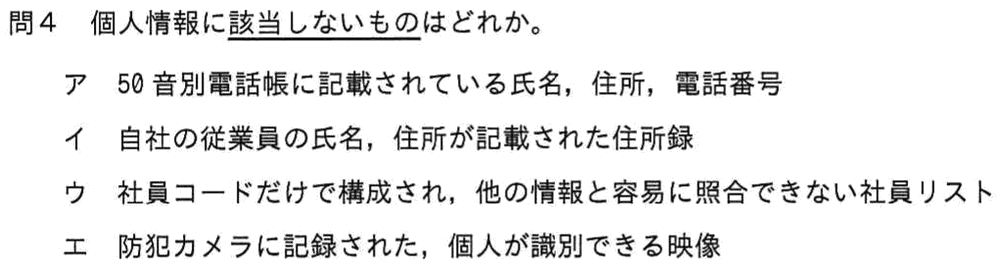 問4 個人情報に該当しないものはどれか。
ア 50音別電話帳に記載されている氏名，住所，電話番号
イ 自社の従業員の氏名，住所が記載された住所録
ウ 社員コードだけで構成され，他の情報と容易に照合できない社員リスト
エ 防犯カメラに記録された，個人が識別できる映像